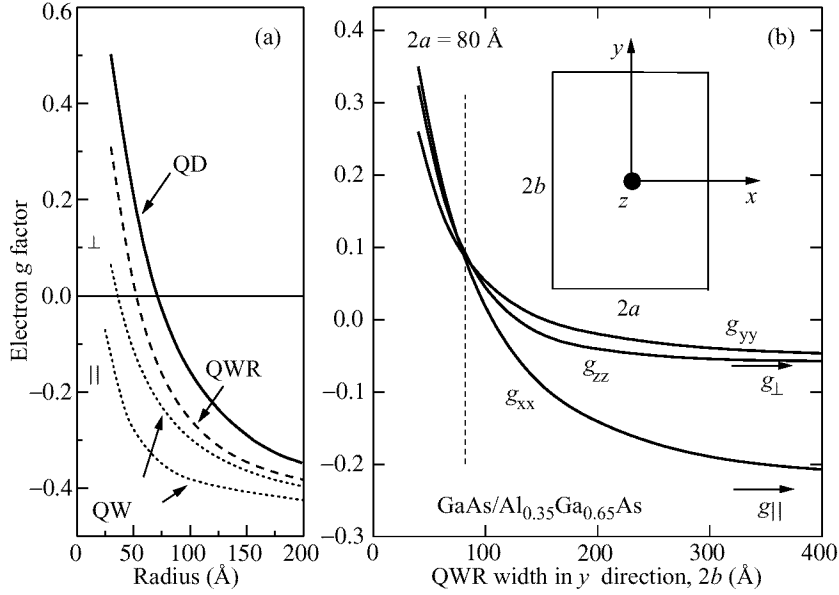 Electron g factor
0.6
0.4
0.2
0.0
−0.2
−0.4
(a)
QD
⊥
||
QWR
QW
0 50 100 150 200
Radius (Å)
0.4
0.3
0.2
0.1
0.0
−0.1
−0.2
−0.3
2a = 80 Å
(b)
y
2b
z
x
2a
g_yy
g_zz
g_⊥
g_xx
g_||
GaAs/Al_0.35Ga_0.65As
0 100 200 300 400
QWR width in y direction, 2b (Å)